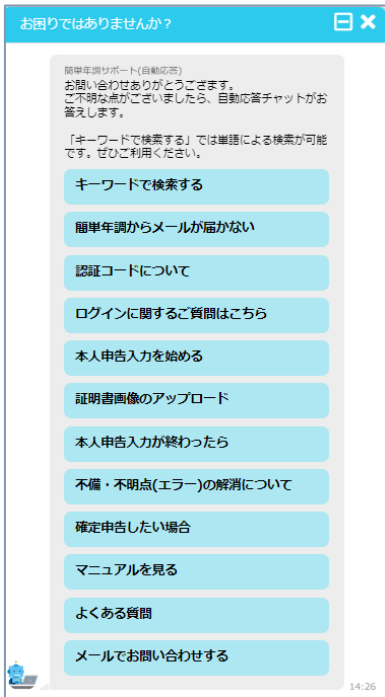 お困りではありませんか？
簡単年調サポート(自動応答)
お問い合わせありがとうござます。
ご不明な点がございましたら、自動応答チャットがお
答えします。
「キーワードで検索する」では単語による検索が可能
です。ぜひご利用ください。
キーワードで検索する
簡単年調からメールが届かない
認証コードについて
ログインに関するご質問はこちら
本人申告入力を始める
証明書画像のアップロード
本人申告入力が終わったら
不備・不明点(エラー)の解消について
確定申告したい場合
マニュアルを見る
よくある質問
メールでお問い合わせする
14:26